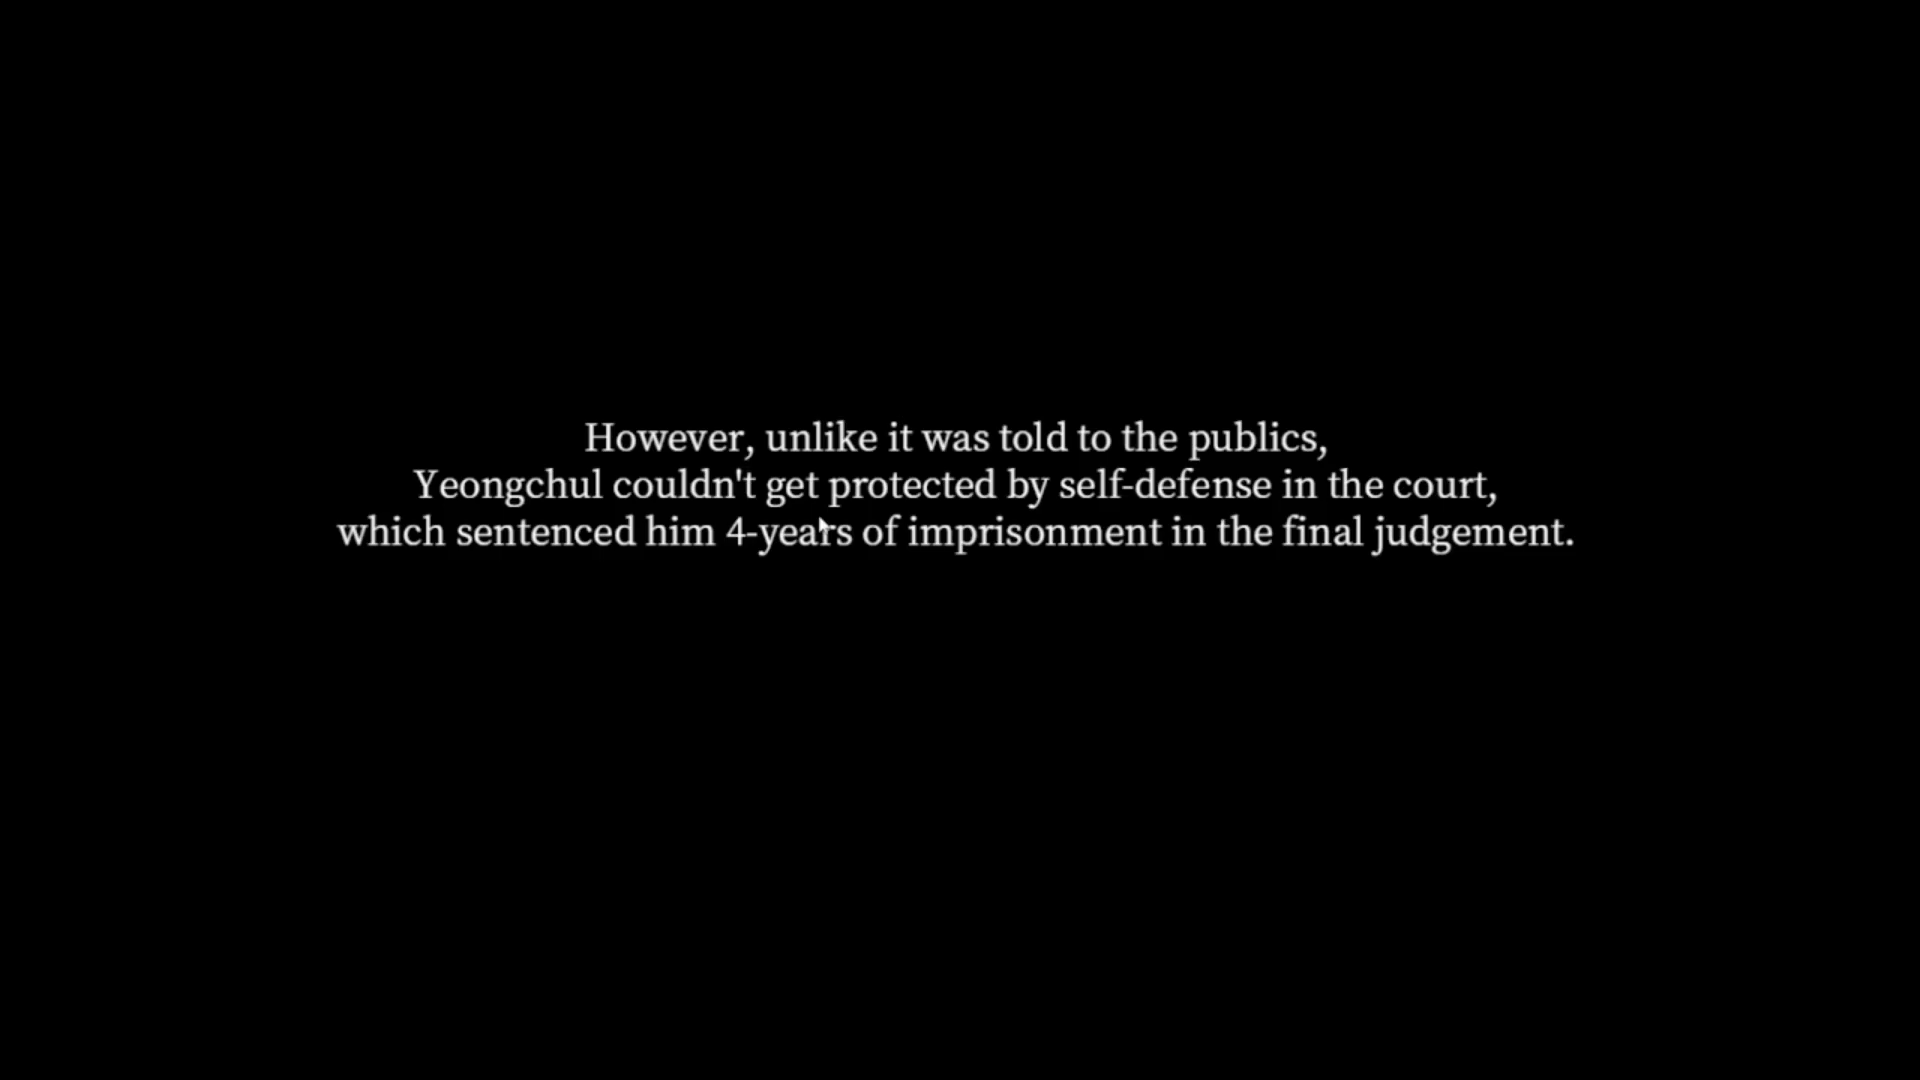 However, unlike it was told to the publics,
Yeongchul couldn't get protected by self-defense in the court,
which sentenced him 4-years of imprisonment in the final judgement.